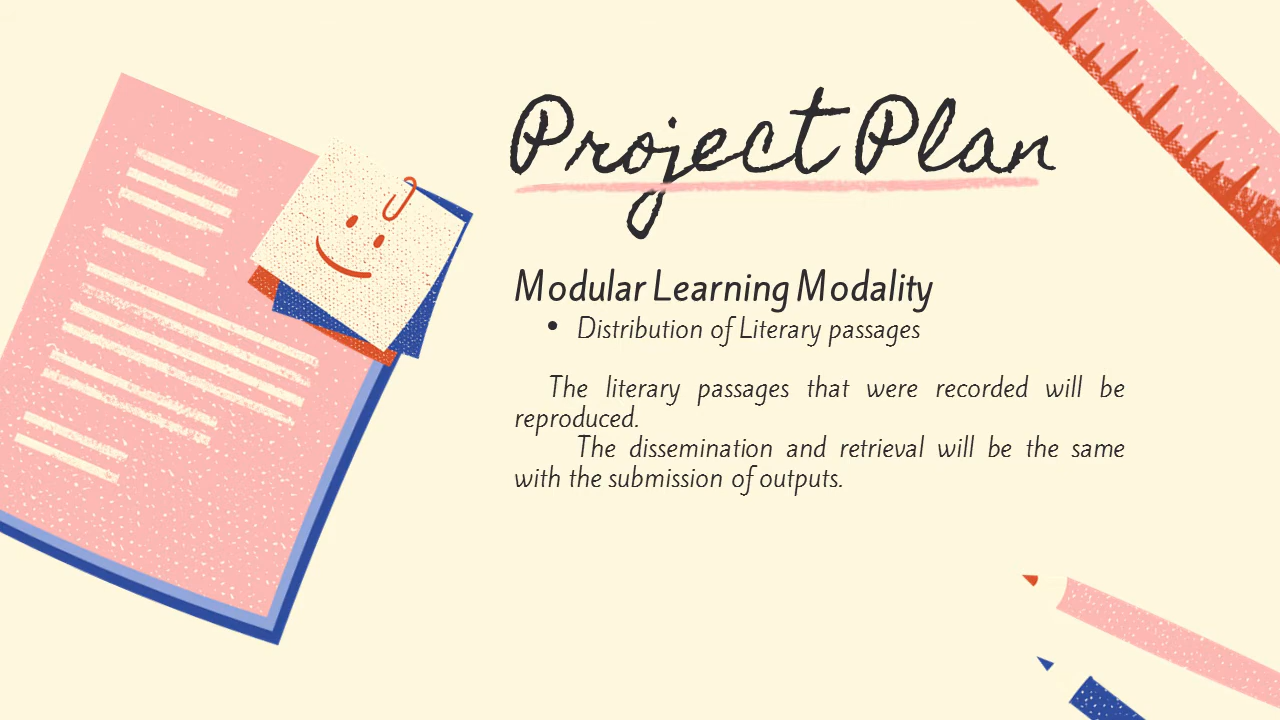 Project Plan
Modular Learning Modality
• Distribution of Literary passages
The literary passages that were recorded will be
reproduced.
The dissemination and retrieval will be the same
with the submission of outputs.